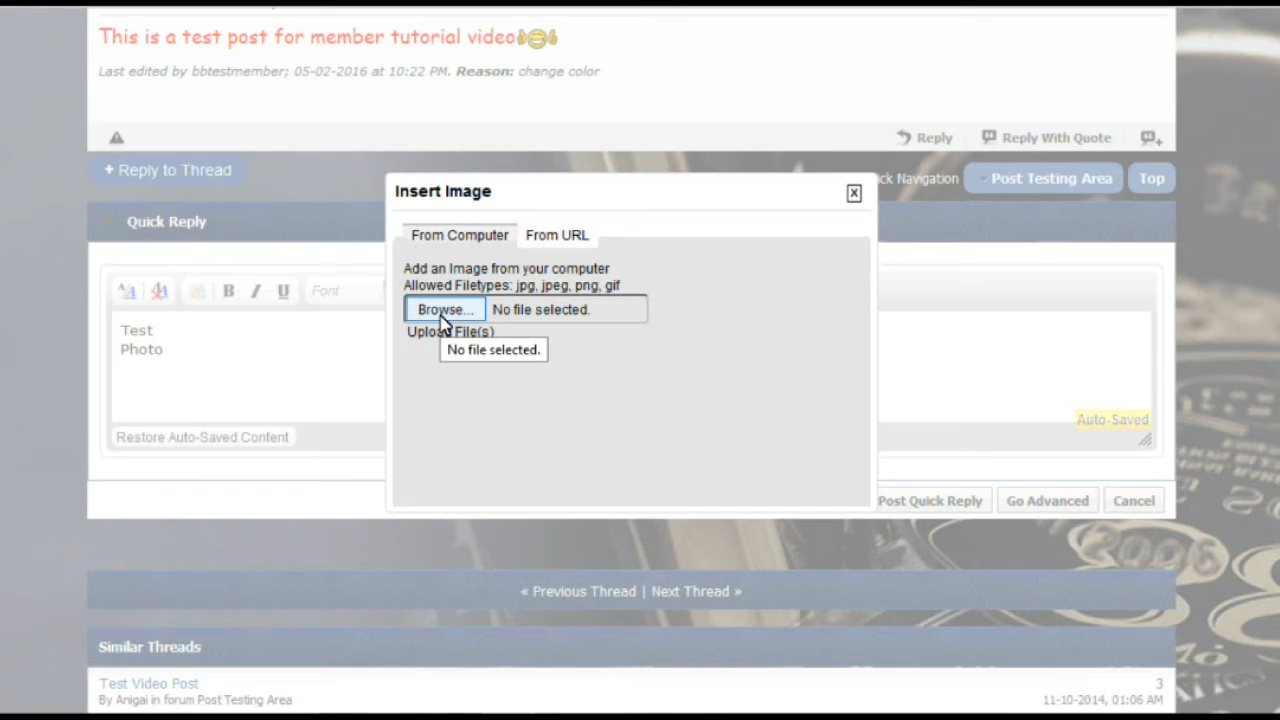 This is a test post for member tutorial video
Last edited by bbtestmember; 05-02-2016 at 10:22 PM. Reason: change color
Reply
Reply With Quote
+ Reply to Thread
ck Navigation
Post Testing Area
Top
Insert Image
Quick Reply
From Computer
From URL
Add an Image from your computer
Allowed Filetypes: jpg, jpeg, png, gif
Browse...
No file selected.
Upload File(s)
No file selected.
B I U Font
Test
Photo
Auto-Saved
Restore Auto-Saved Content
Post Quick Reply
Go Advanced
Cancel
« Previous Thread | Next Thread »
Similar Threads
Test Video Post
3
By Anigai in forum Post Testing Area
11-10-2014, 01:06 AM